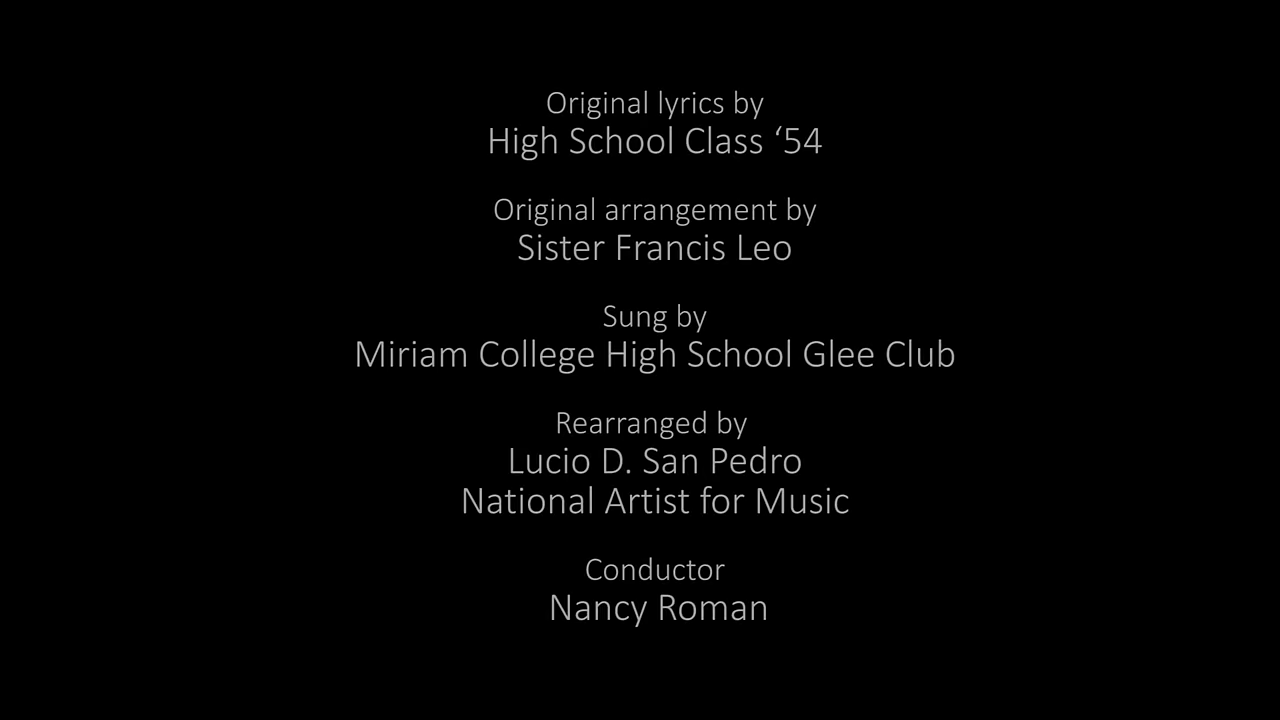 Original lyrics by
High School Class ‘54
Original arrangement by
Sister Francis Leo
Sung by
Miriam College High School Glee Club
Rearranged by
Lucio D. San Pedro
National Artist for Music
Conductor
Nancy Roman